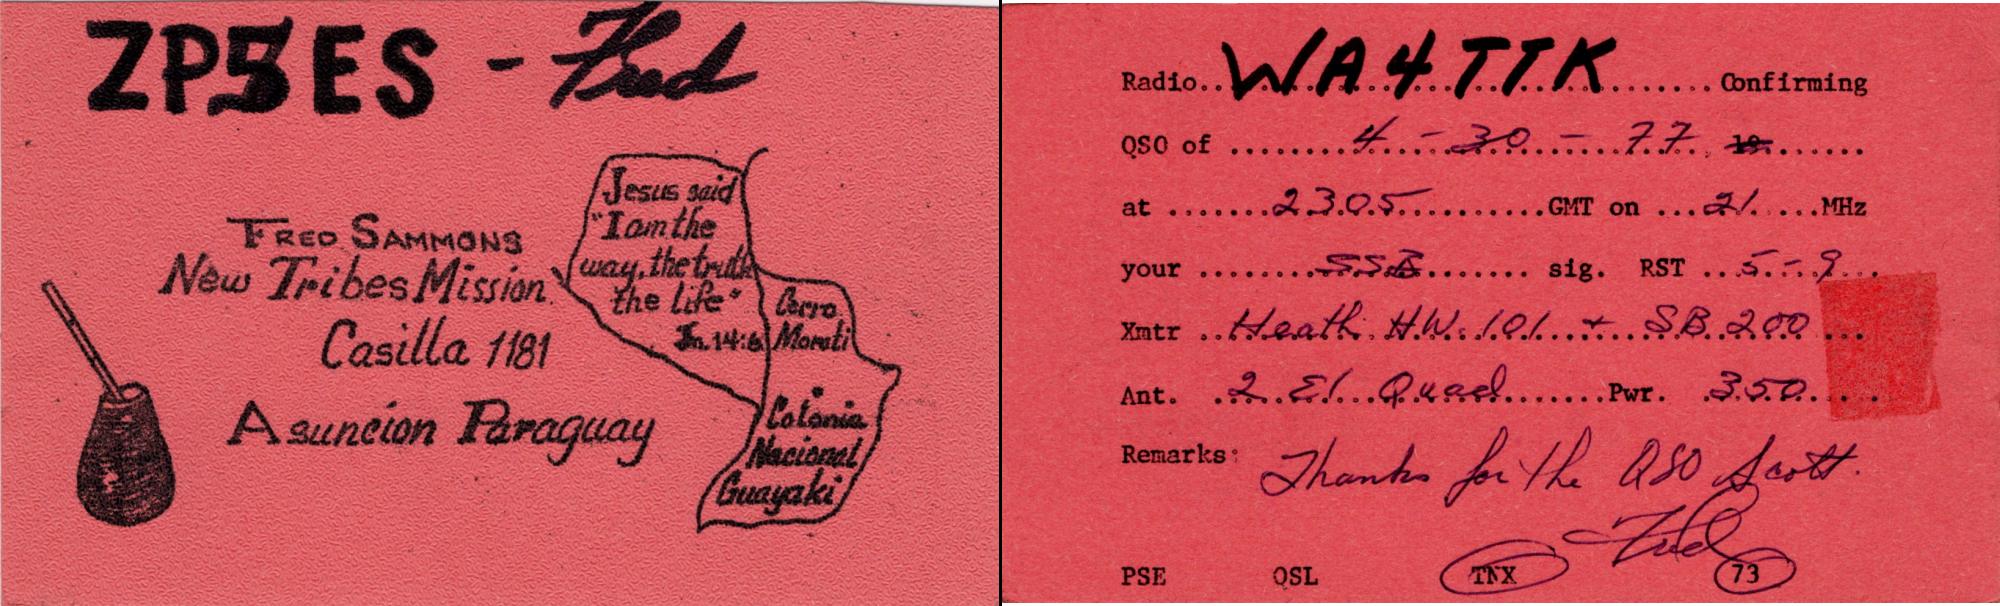 ZP5ES - Fred
FRED SAMMONS
New Tribes Mission
Casilla 1181
Asuncion Paraguay
Jesus said
"I am the
way, the truth
the life"
Jn. 14:6
Cerro
Moroti
Colonia
Nacional
Guayaki
Radio..WA4TTK.......Confirming
QSO of ....4-30-77 19......
at .......2305..........GMT on ...21....MHz
your ........SSB........ sig. RST ...5-9...
Xmtr ..Heath HW.101.+ SB 200...
Ant. ..2 El Quad.......Pwr. .350.....
Remarks: Thanks for the QSO Scott.
Fred
PSE QSL TNX 73